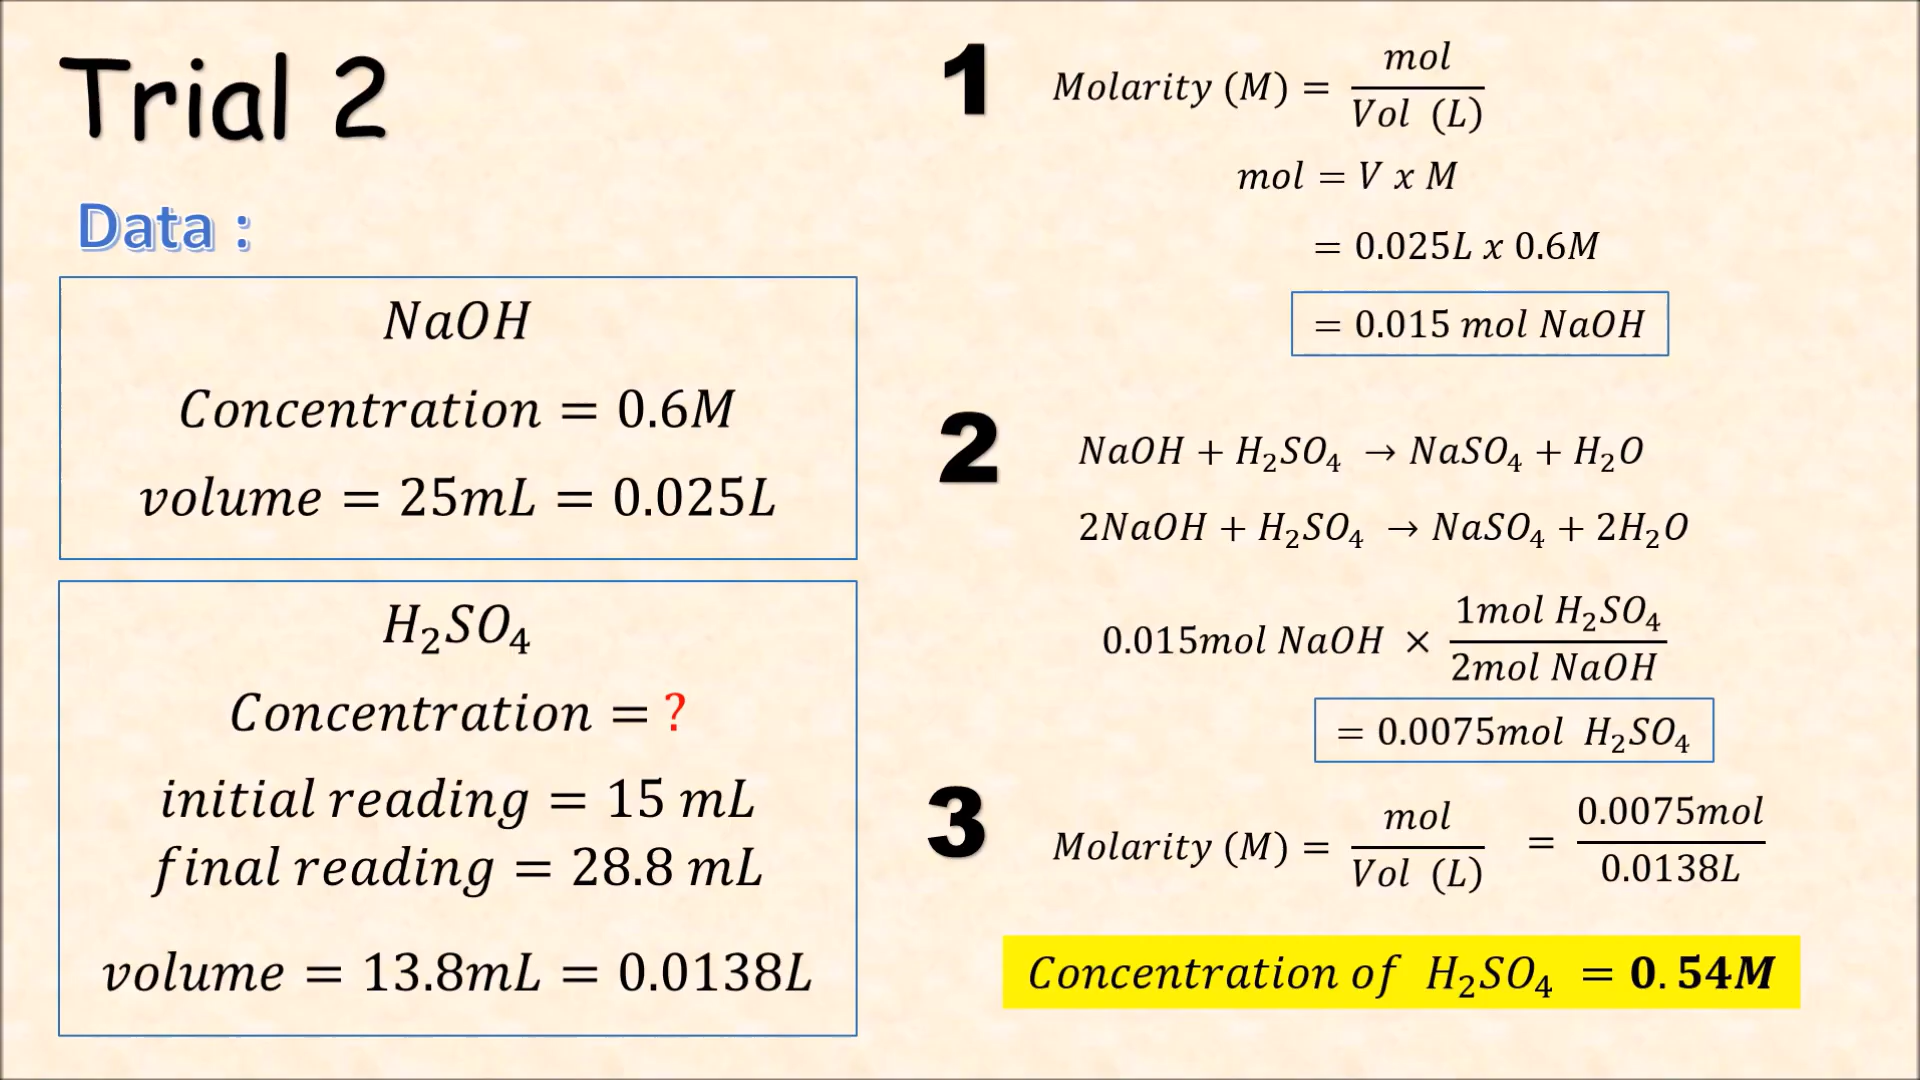 Trial 2
Data :
NaOH
Concentration = 0.6M
volume = 25mL = 0.025L
H₂SO₄
Concentration = ?
initial reading = 15 mL
final reading = 28.8 mL
volume = 13.8mL = 0.0138L
1
Molarity (M) = mol / Vol (L)
mol = V x M
= 0.025L x 0.6M
= 0.015 mol NaOH
2
NaOH + H₂SO₄ → NaSO₄ + H₂O
2NaOH + H₂SO₄ → NaSO₄ + 2H₂O
0.015mol NaOH × 1mol H₂SO₄ / 2mol NaOH
= 0.0075mol H₂SO₄
3
Molarity (M) = mol / Vol (L) = 0.0075mol / 0.0138L
Concentration of H₂SO₄ = 0.54M